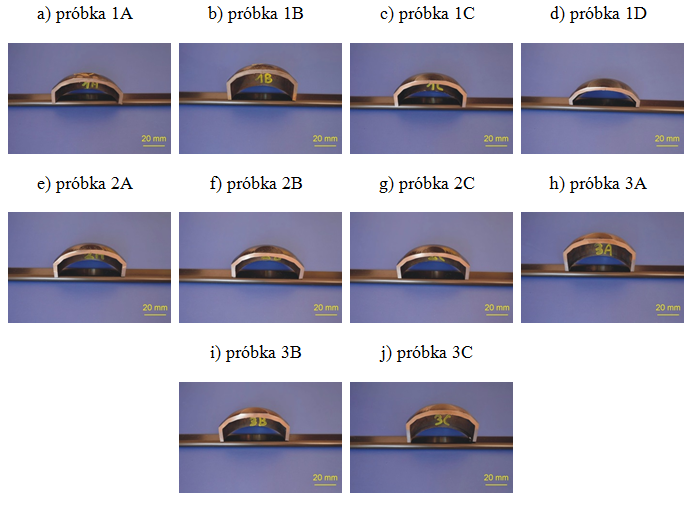 a) próbka 1A
b) próbka 1B
c) próbka 1C
d) próbka 1D
1A
20 mm
1B
20 mm
1C
20 mm
20 mm
e) próbka 2A
f) próbka 2B
g) próbka 2C
h) próbka 3A
20 mm
20 mm
20 mm
3A
20 mm
i) próbka 3B
j) próbka 3C
3B
20 mm
3C
20 mm